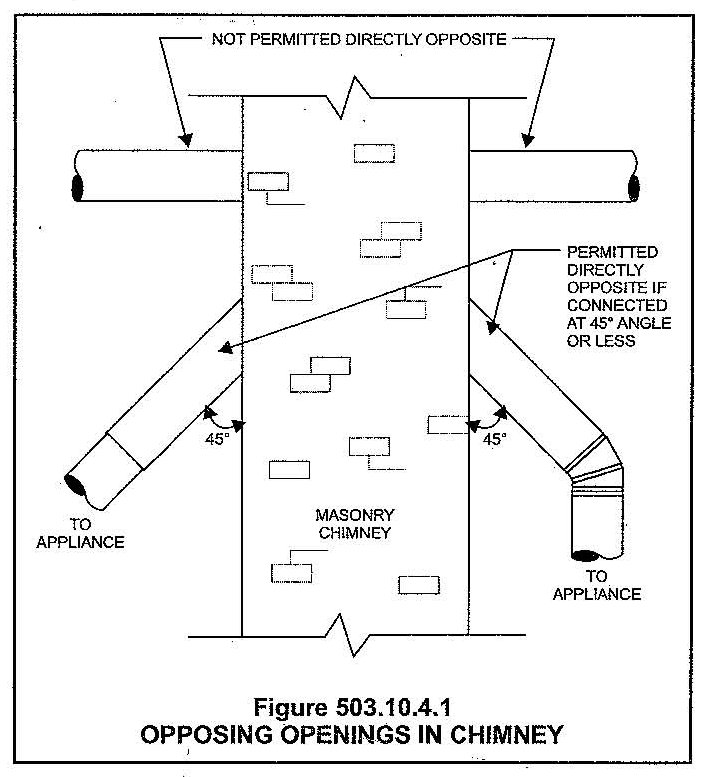 NOT PERMITTED DIRECTLY OPPOSITE
PERMITTED
DIRECTLY
OPPOSITE IF
CONNECTED
AT 45° ANGLE
OR LESS
45°
45°
TO
APPLIANCE
MASONRY
CHIMNEY
TO
APPLIANCE
Figure 503.10.4.1
OPPOSING OPENINGS IN CHIMNEY